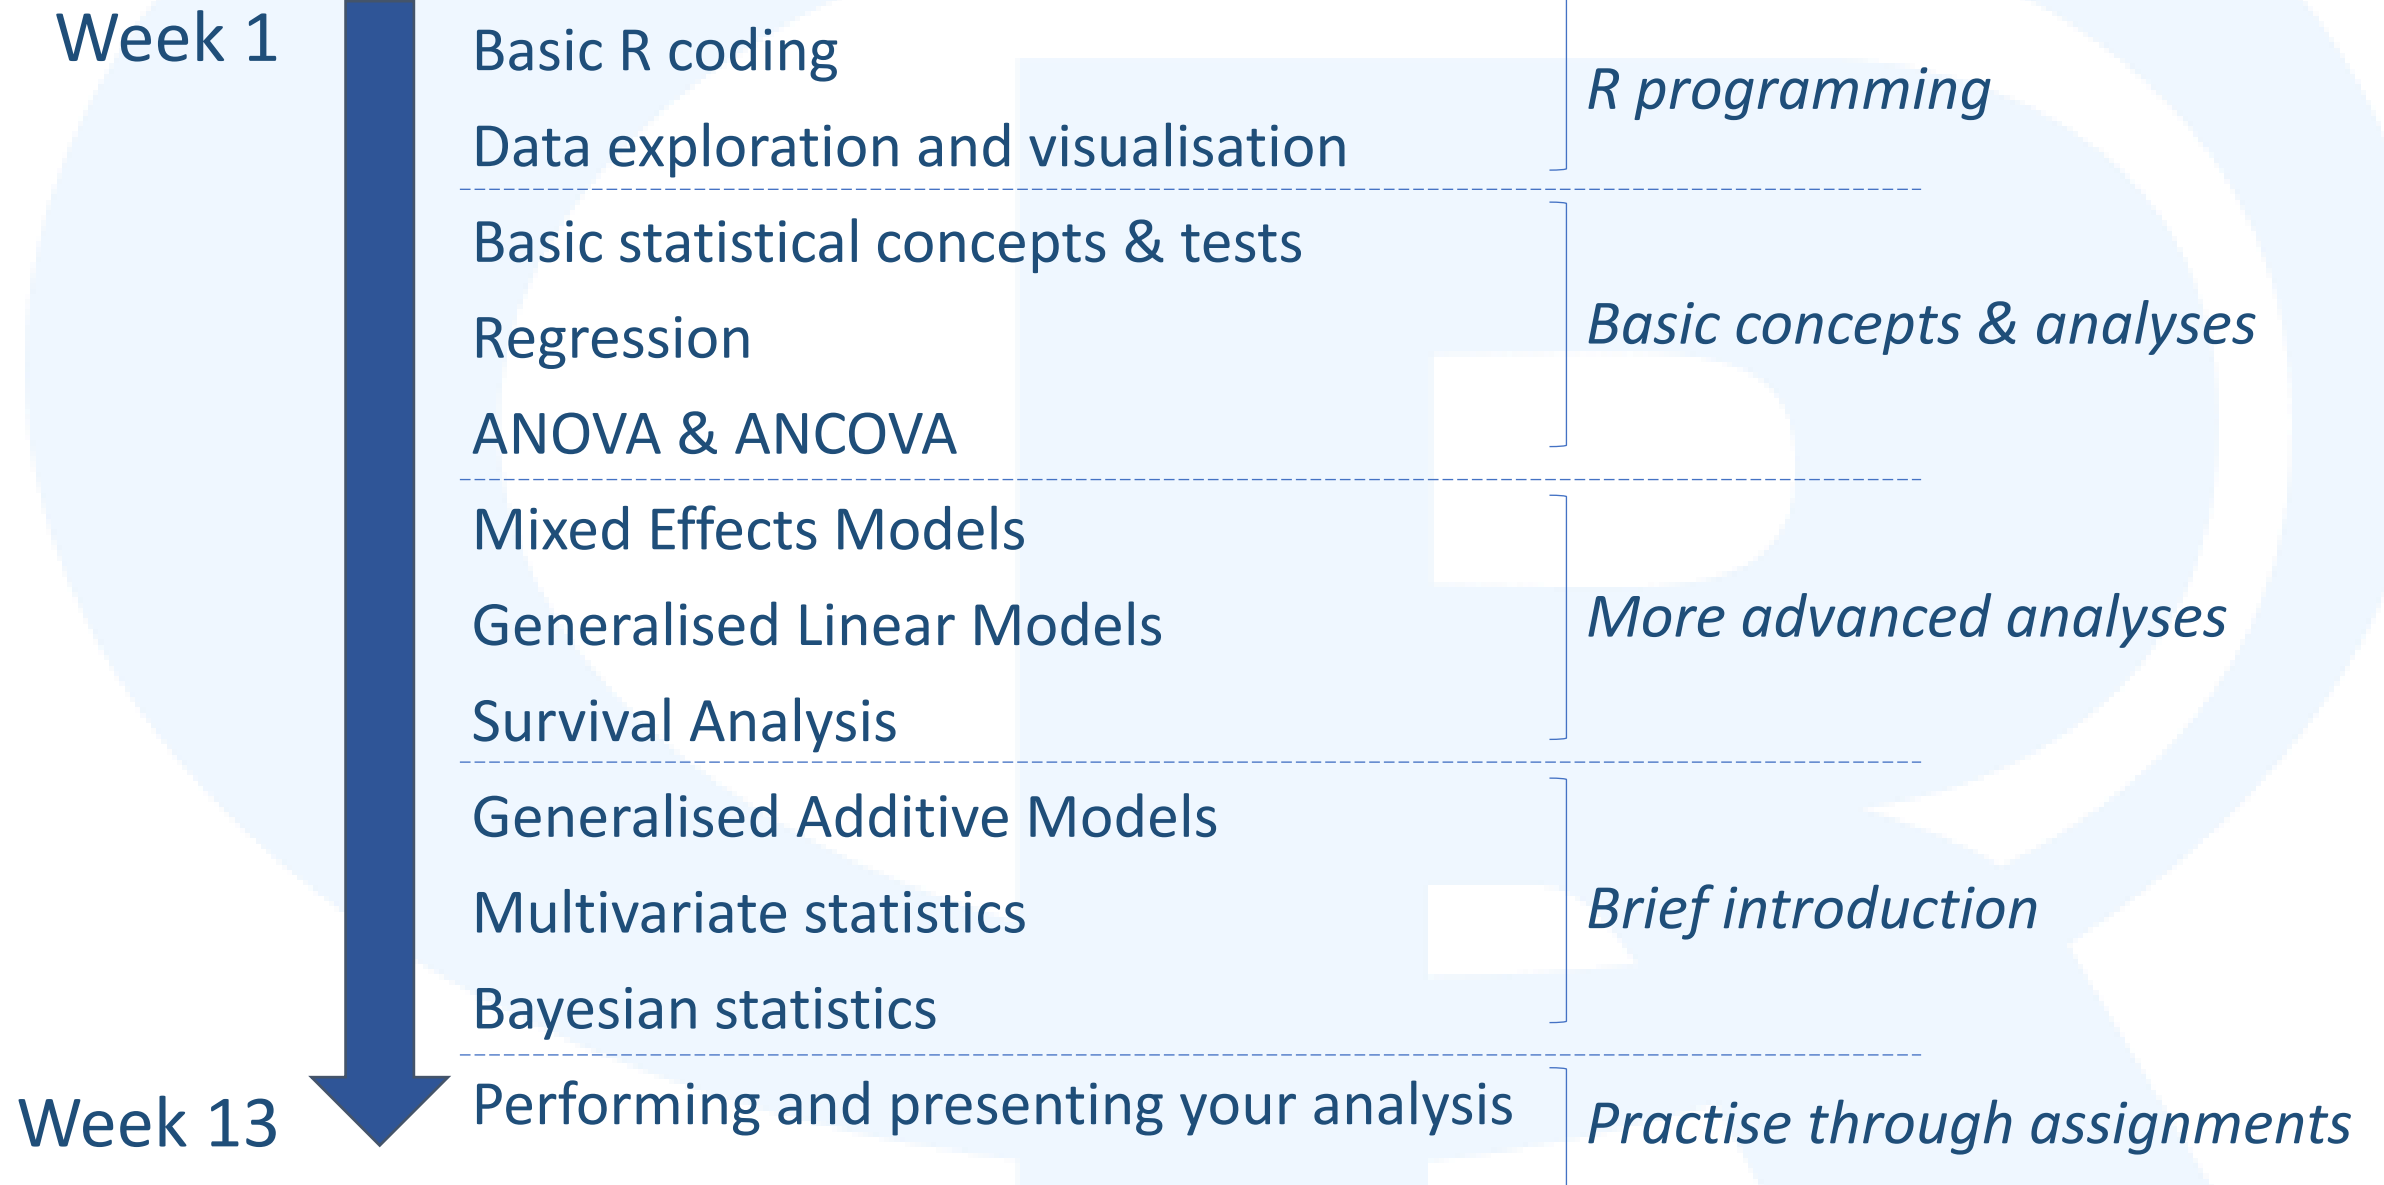 Week 1
Basic R coding
R programming
Data exploration and visualisation
Basic statistical concepts & tests
Regression
Basic concepts & analyses
ANOVA & ANCOVA
Mixed Effects Models
Generalised Linear Models
More advanced analyses
Survival Analysis
Generalised Additive Models
Multivariate statistics
Brief introduction
Bayesian statistics
Week 13
Performing and presenting your analysis
Practise through assignments